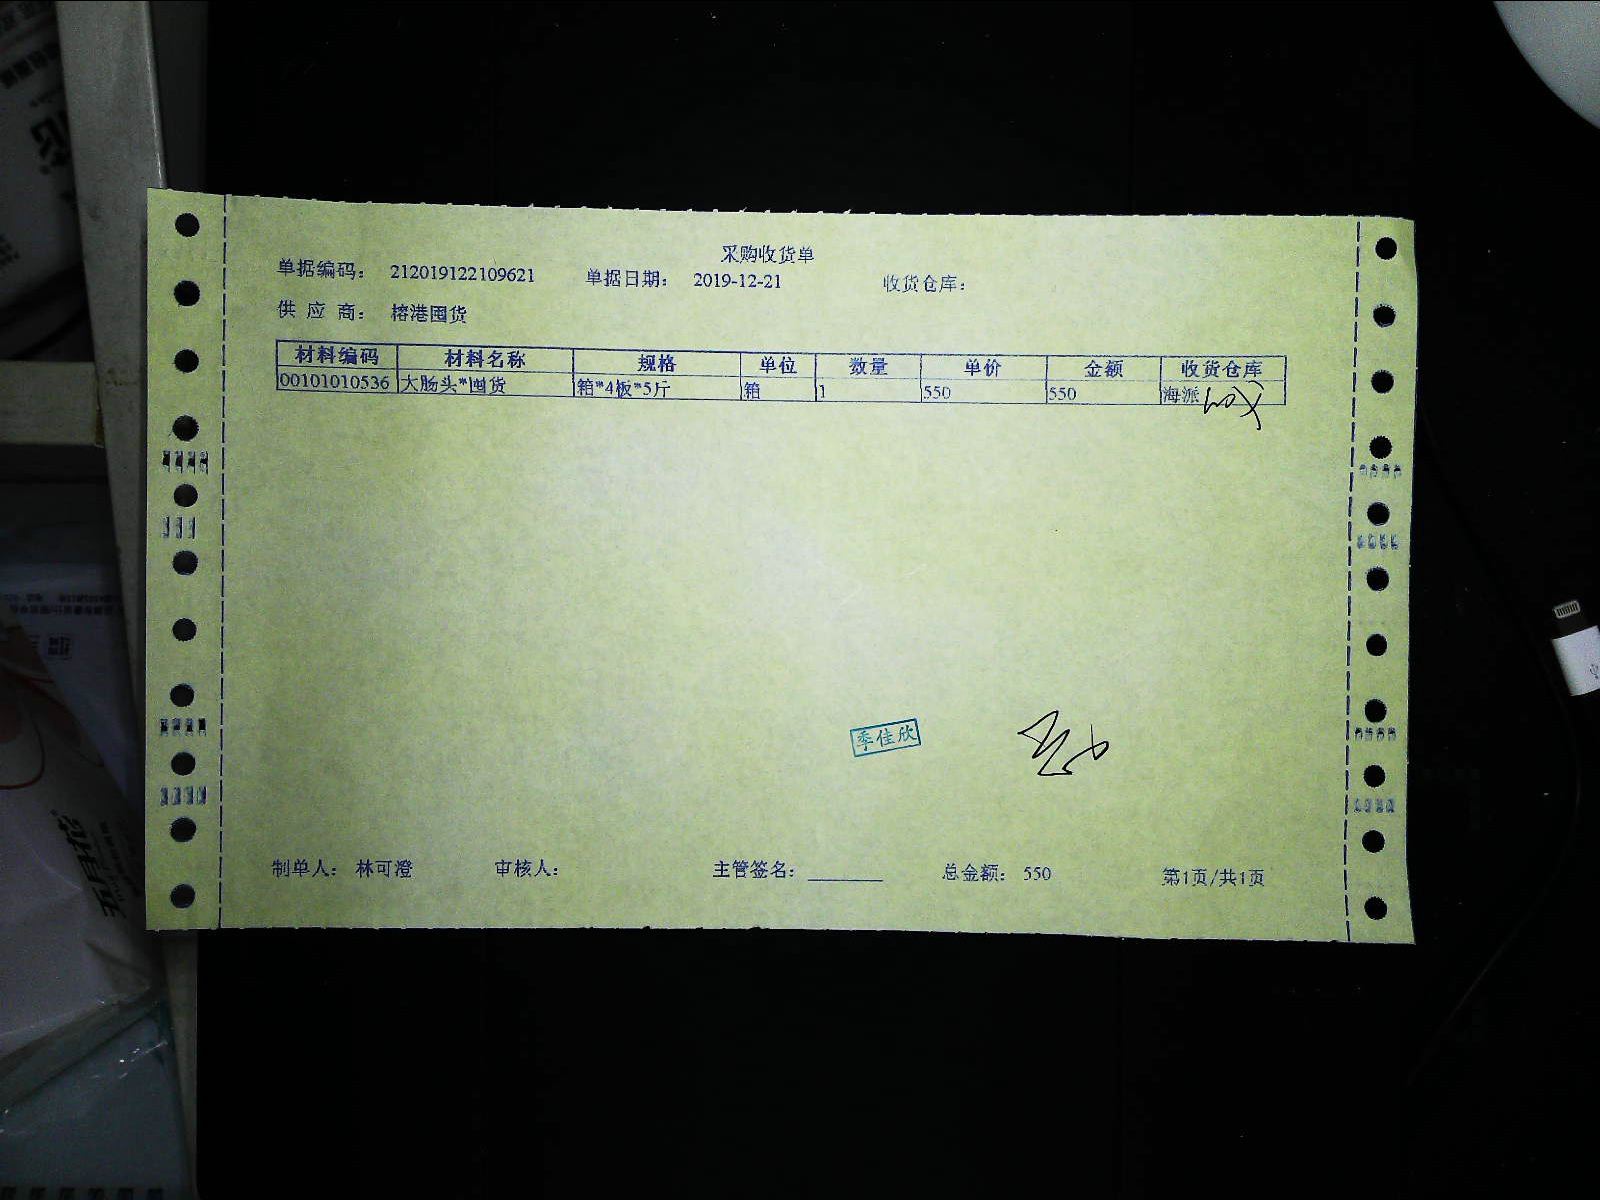 采购收货单
单据编码： 212019122109621 单据日期： 2019-12-21 收货仓库：
供 应 商： 榕港囤货
材料编码 材料名称 规格 单位 数量 单价 金额 收货仓库
00101010536 大肠头*囤货 箱*4板*5斤 箱 1 550 550 海派
季佳欣
制单人： 林可澄 审核人： 主管签名： ________ 总金额： 550 第1页/共1页